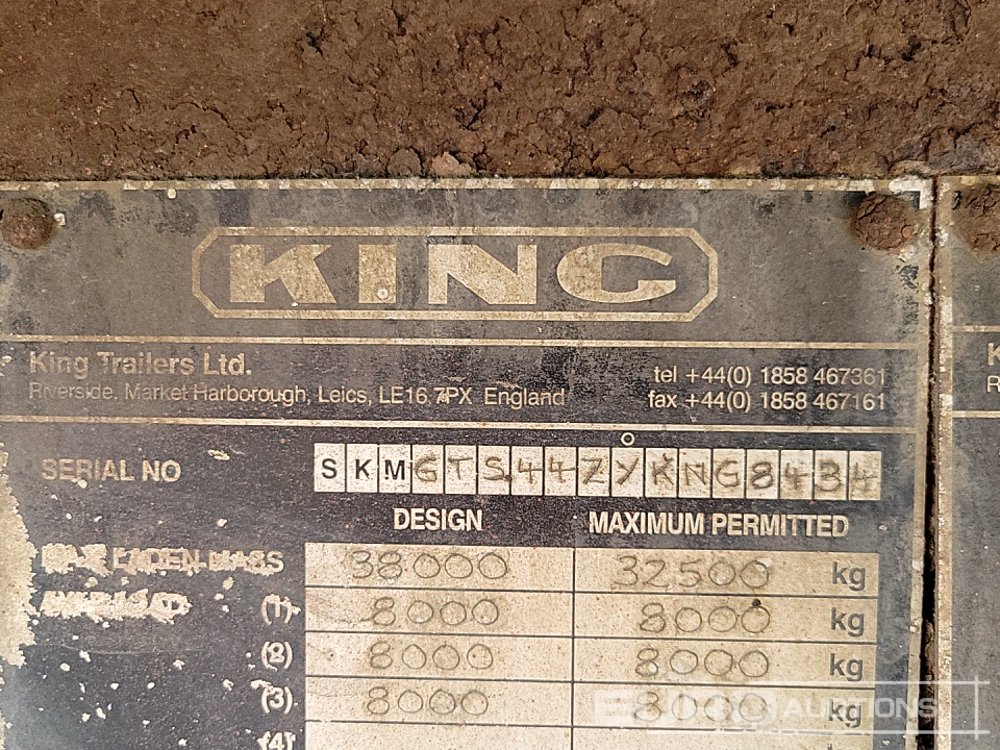 KING
King Trailers Ltd.
Riverside, Market Harborough, Leics, LE16 7PX England
tel +44(0) 1858 467361
fax +44(0) 1858 467161
SERIAL NO SKMGTS44ZYKNG8434
DESIGN MAXIMUM PERMITTED
LADEN MASS 38000 32500 kg
(1) 8000 8000 kg
(2) 8000 8000 kg
(3) 8000 8000 kg
(4)
AUCTIONS